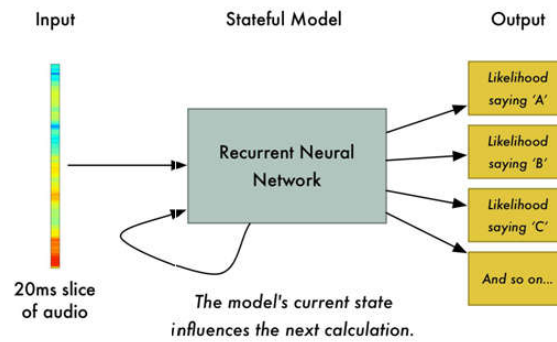 Input
Stateful Model
Output
Recurrent Neural
Network
Likelihood
saying 'A'
Likelihood
saying 'B'
Likelihood
saying 'C'
And so on...
20ms slice
of audio
The model's current state
influences the next calculation.